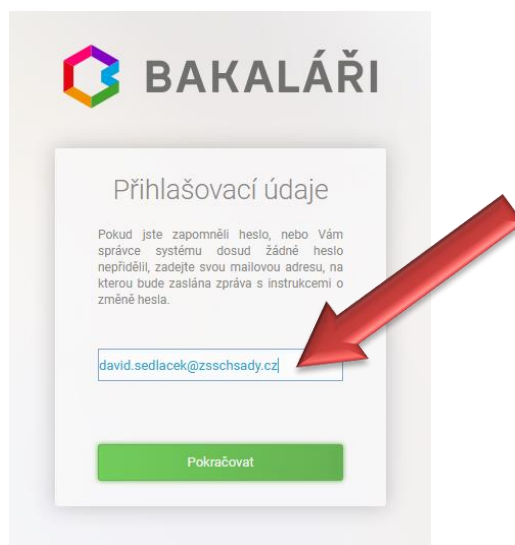 BAKALÁŘI
Přihlašovací údaje
Pokud jste zapomněli heslo, nebo Vám
správce systému dosud žádné heslo
nepřidělil, zadejte svou mailovou adresu, na
kterou bude zaslána zpráva s instrukcemi o
změně hesla.
david.sedlacek@zsschsady.cz
Pokračovat